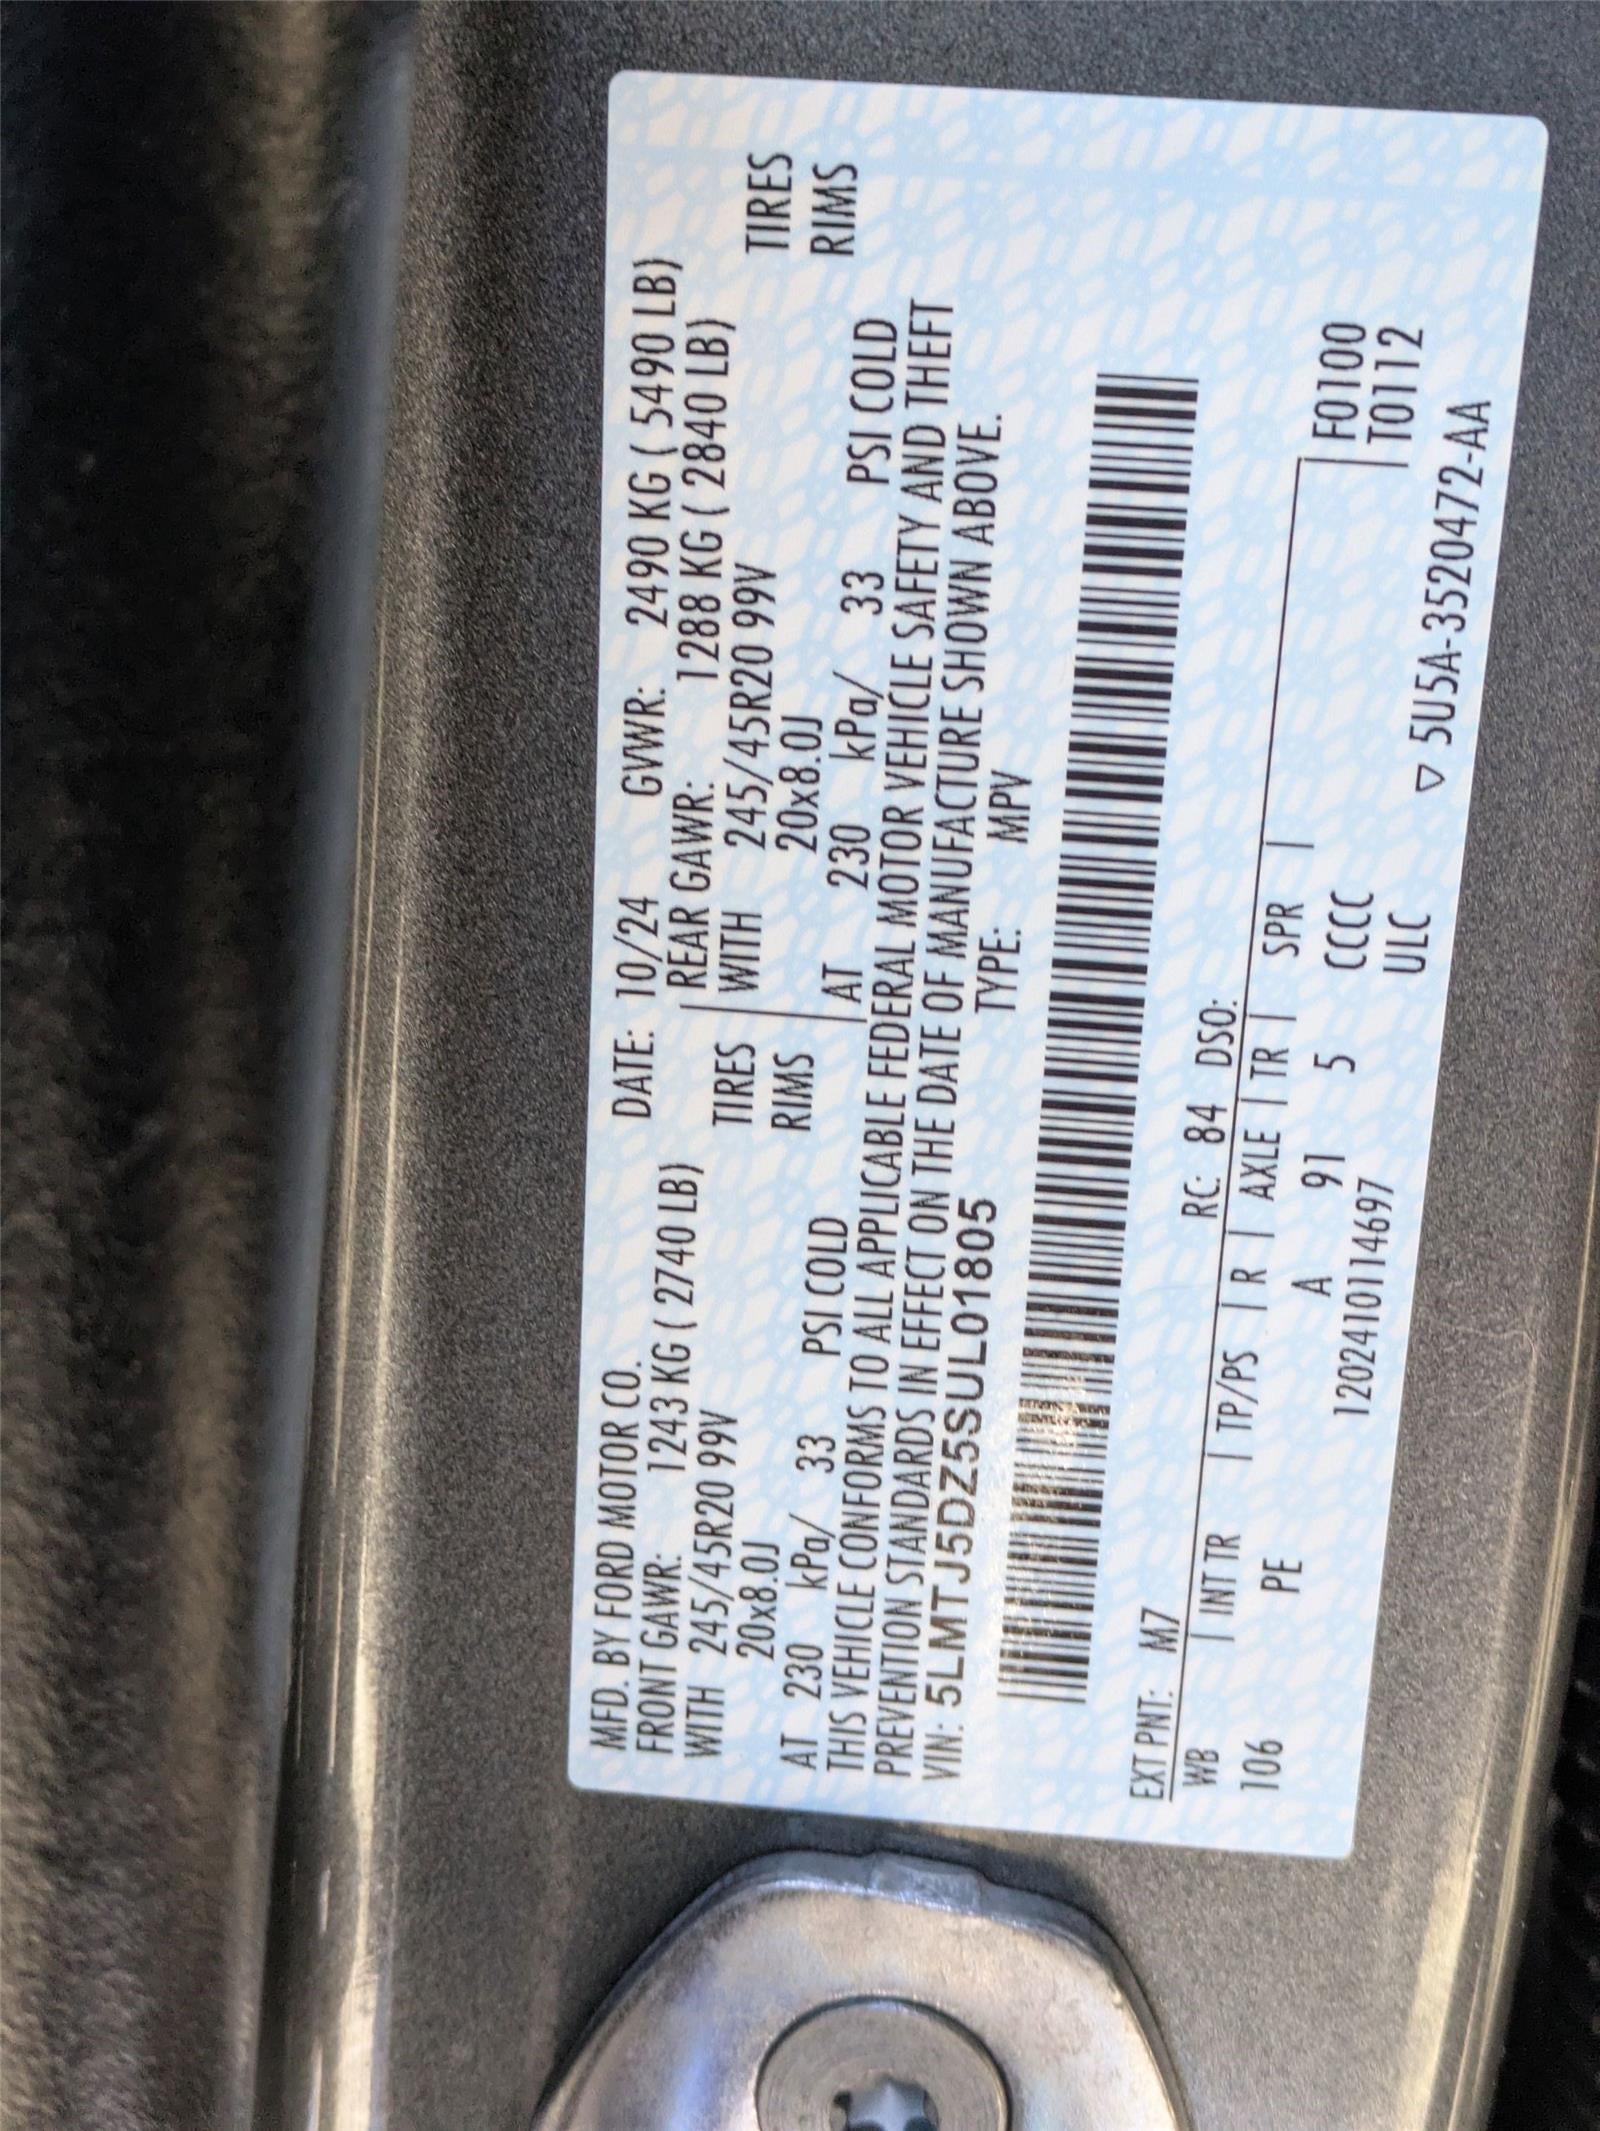 MFD. BY FORD MOTOR CO. DATE: 10/24 GVWR: 2490 KG ( 5490 LB)
FRONT GAWR: 1243 KG ( 2740 LB) REAR GAWR: 1288 KG ( 2840 LB)
WITH 245/45R20 99V TIRES WITH 245/45R20 99V TIRES
20x8.0J RIMS 20x8.0J RIMS
AT 230 kPa/ 33 PSI COLD AT 230 kPa/ 33 PSI COLD
THIS VEHICLE CONFORMS TO ALL APPLICABLE FEDERAL MOTOR VEHICLE SAFETY AND THEFT
PREVENTION STANDARDS IN EFFECT ON THE DATE OF MANUFACTURE SHOWN ABOVE.
VIN: 5LMTJ5DZ5SUL01805 TYPE: MPV
EXT PNT: M7 RC: 84 DSO:
WB | INT TR | TP/PS | R | AXLE | TR | SPR |
106 PE A 91 5 CCCC F0100
1202410114697 ULC T0112
▽ 5U5A-3520472-AA